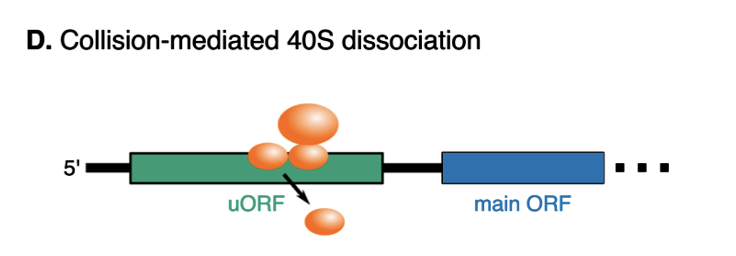 D. Collision-mediated 40S dissociation
5'
uORF
main ORF